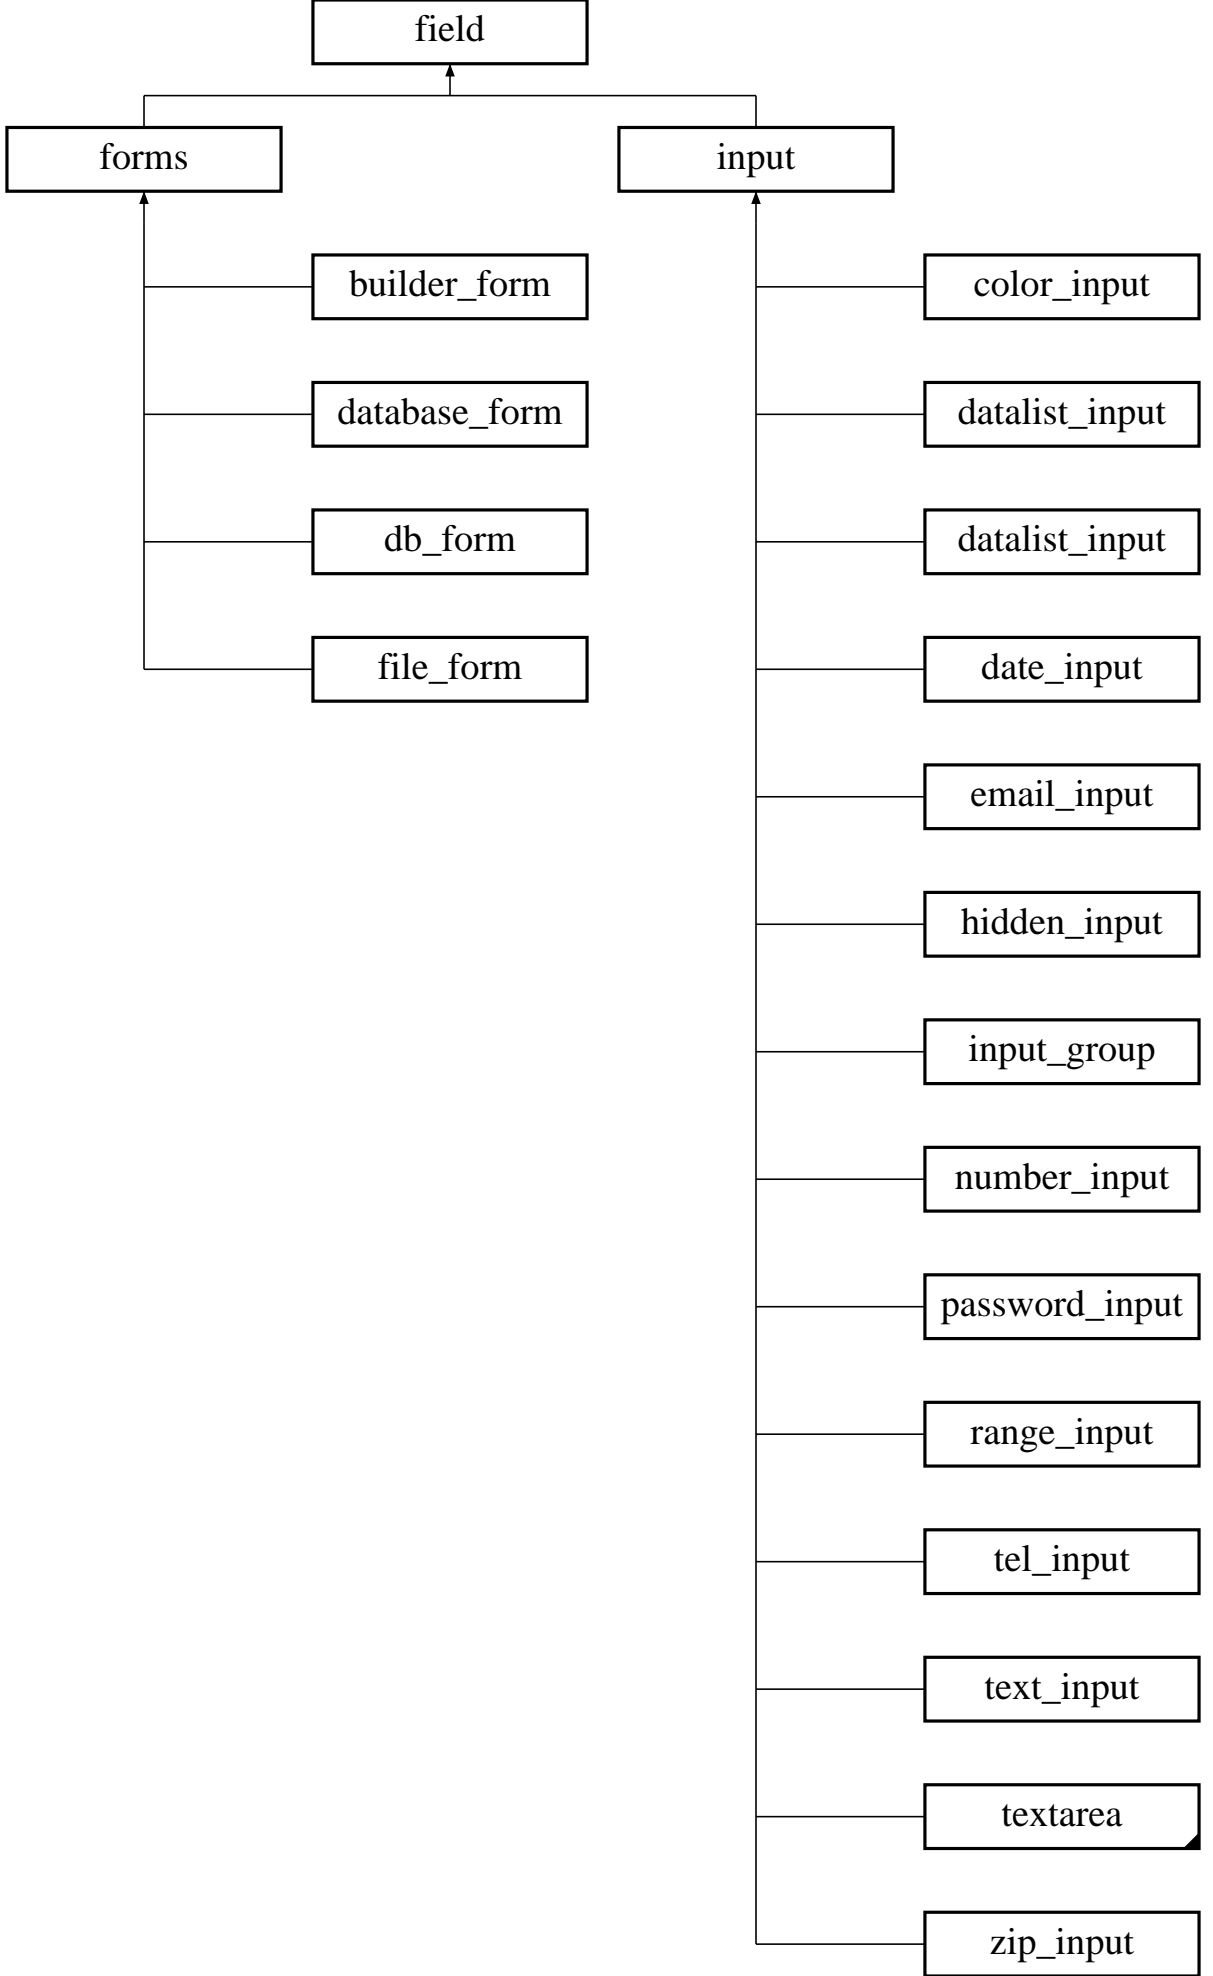 field
forms
input
builder_form
color_input
database_form
datalist_input
db_form
datalist_input
file_form
date_input
email_input
hidden_input
input_group
number_input
password_input
range_input
tel_input
text_input
textarea
zip_input